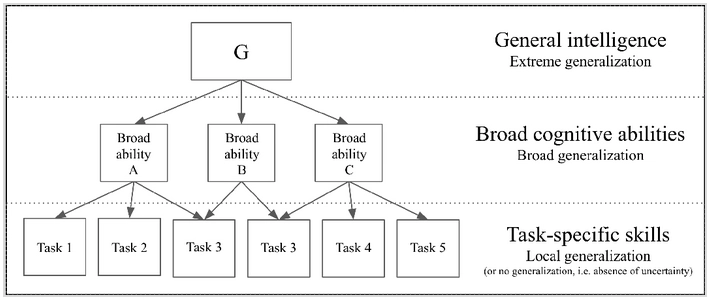 G
General intelligence
Extreme generalization
Broad
ability
A
Broad
ability
B
Broad
ability
C
Broad cognitive abilities
Broad generalization
Task 1
Task 2
Task 3
Task 3
Task 4
Task 5
Task-specific skills
Local generalization
(or no generalization, i.e. absence of uncertainty)